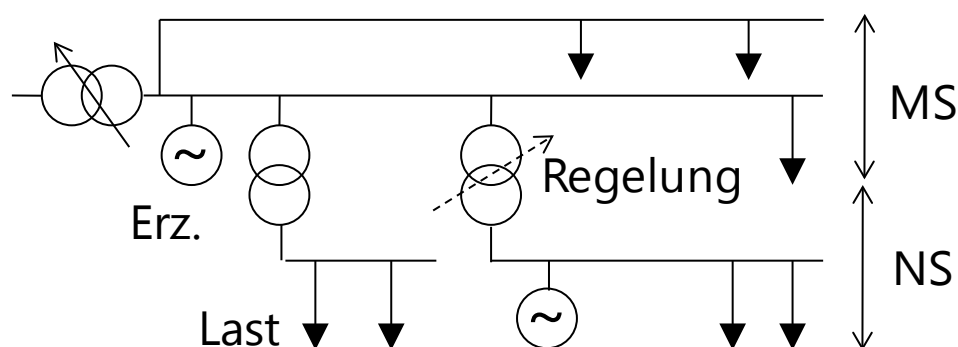 MS
~
Regelung
Erz.
NS
~
Last